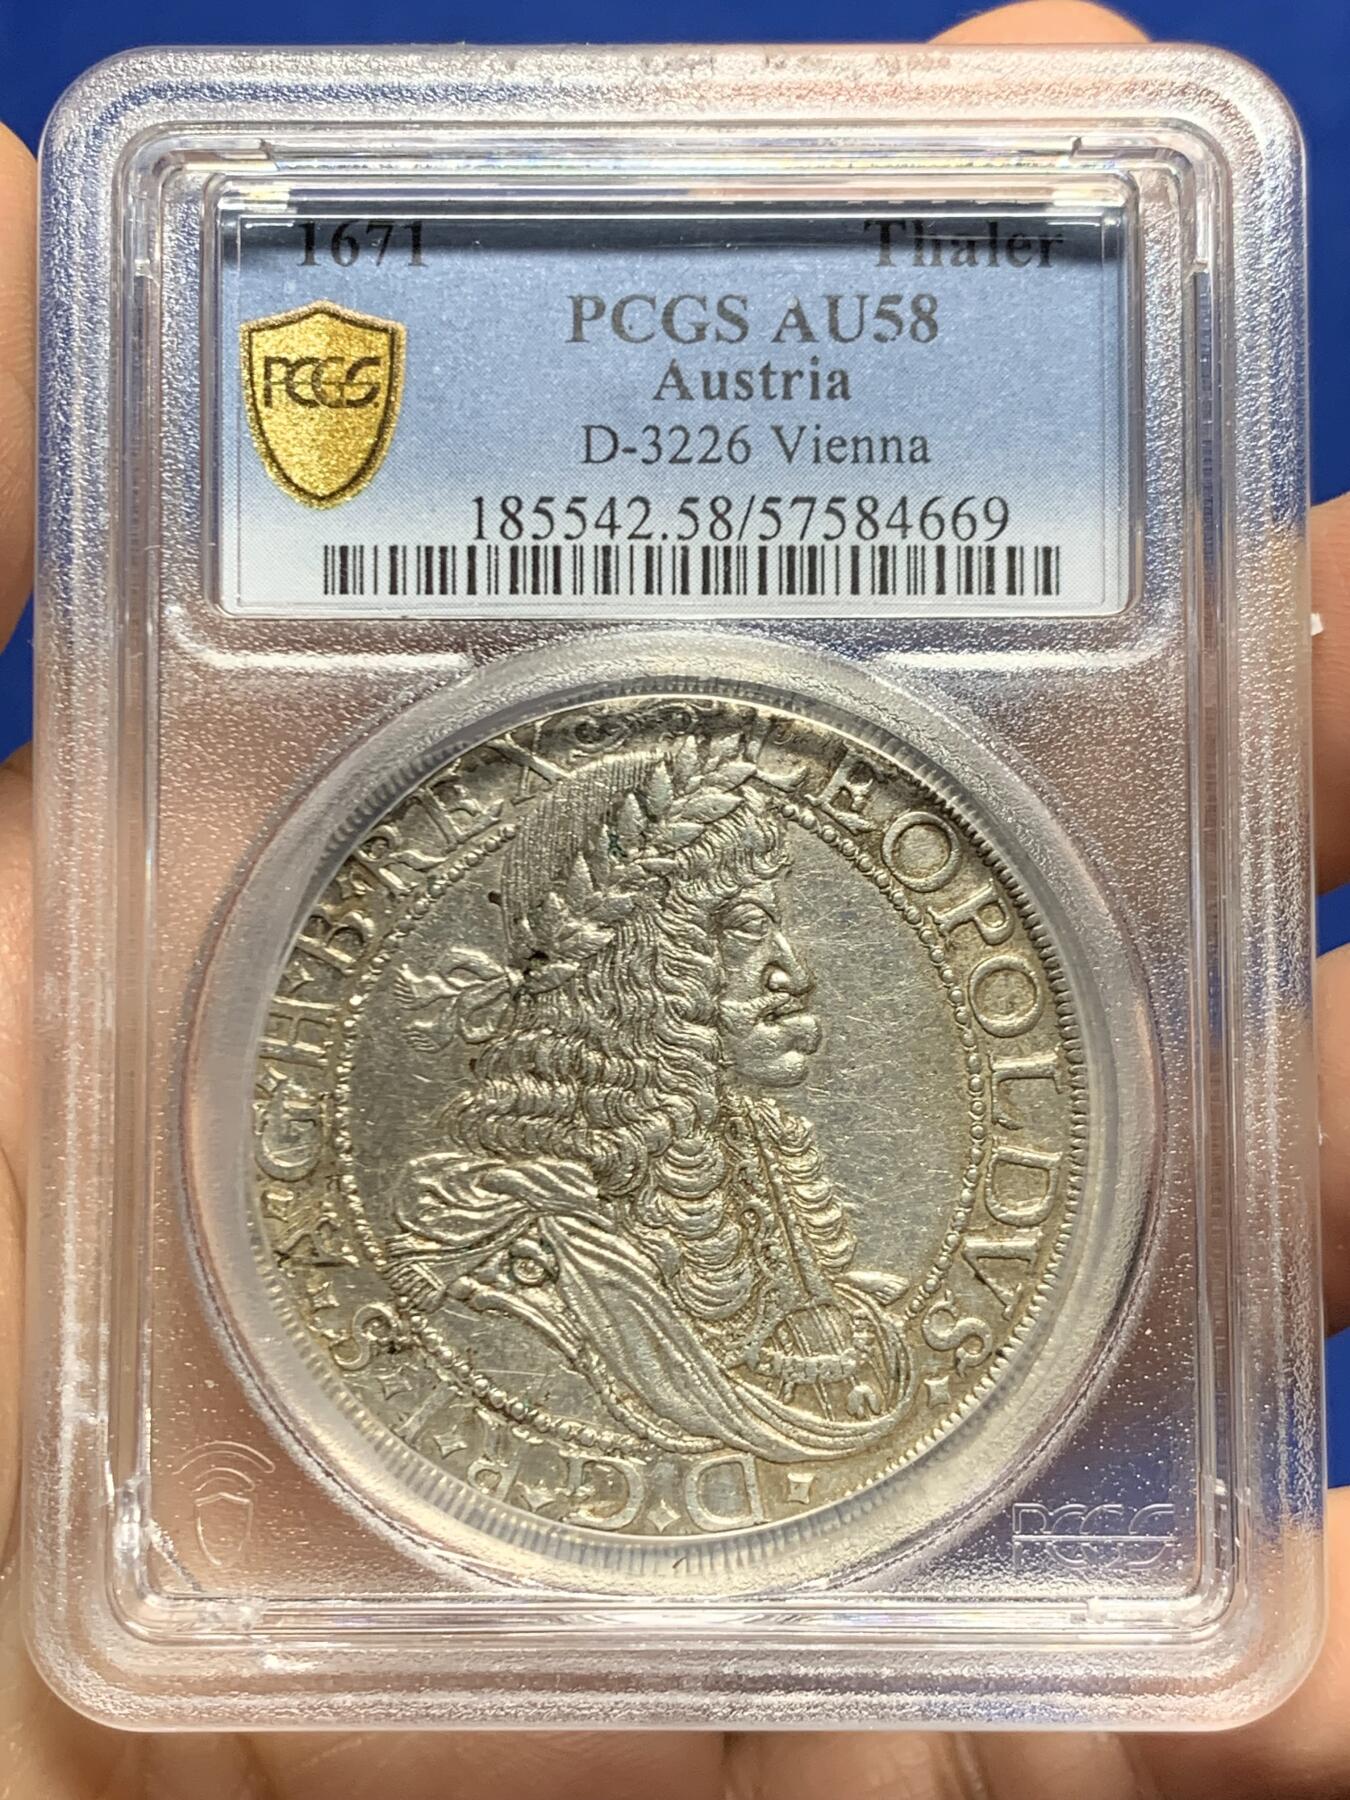 1671 Thaler
PCGS AU58
Austria
D-3226 Vienna
185542.58/57584669
PCGS
LEOPOLDVS · D · G · R · I · S · A · G · H · B · REX
PCGS